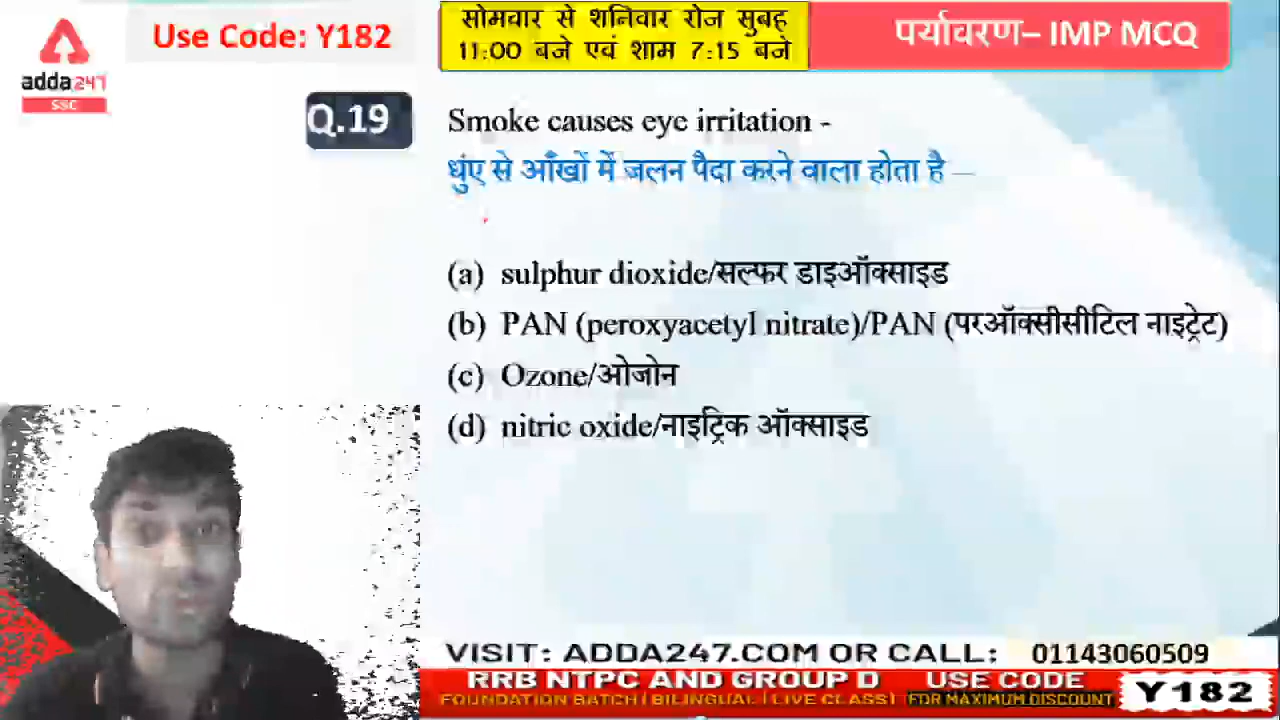 adda247
SSC
Use Code: Y182
सोमवार से शनिवार रोज सुबह
11:00 बजे एवं शाम 7:15 बजे
पर्यावरण– IMP MCQ
Q.19
Smoke causes eye irritation -
धुंए से आँखों में जलन पैदा करने वाला होता है –
(a) sulphur dioxide/सल्फर डाइऑक्साइड
(b) PAN (peroxyacetyl nitrate)/PAN (परऑक्सीसीटिल नाइट्रेट)
(c) Ozone/ओजोन
(d) nitric oxide/नाइट्रिक ऑक्साइड
VISIT: ADDA247.COM OR CALL: 01143060509
RRB NTPC AND GROUP D USE CODE
FOUNDATION BATCH | BILINGUAL | LIVE CLASS | FOR MAXIMUM DISCOUNT
Y182